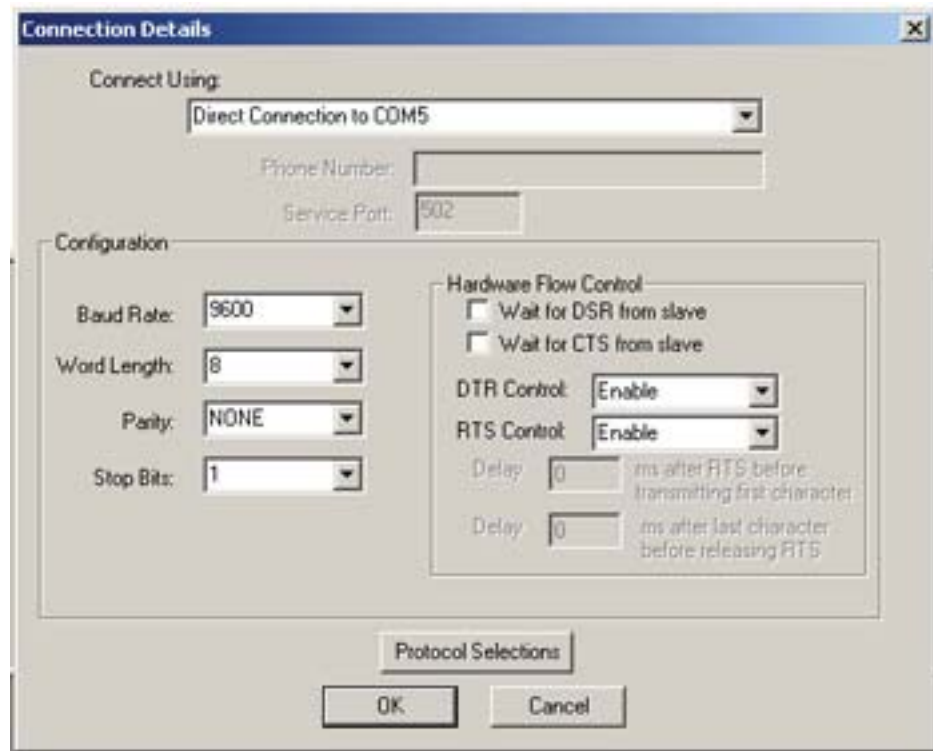 Connection Details
Connect Using:
Direct Connection to COM5
Phone Number:
Service Port: 502
Configuration
Baud Rate: 9600
Word Length: 8
Parity: NONE
Stop Bits: 1
Hardware Flow Control
Wait for DSR from slave
Wait for CTS from slave
DTR Control: Enable
RTS Control: Enable
Delay 0 ms after RTS before
transmitting first character
Delay 0 ms after last character
before releasing RTS
Protocol Selections
OK Cancel